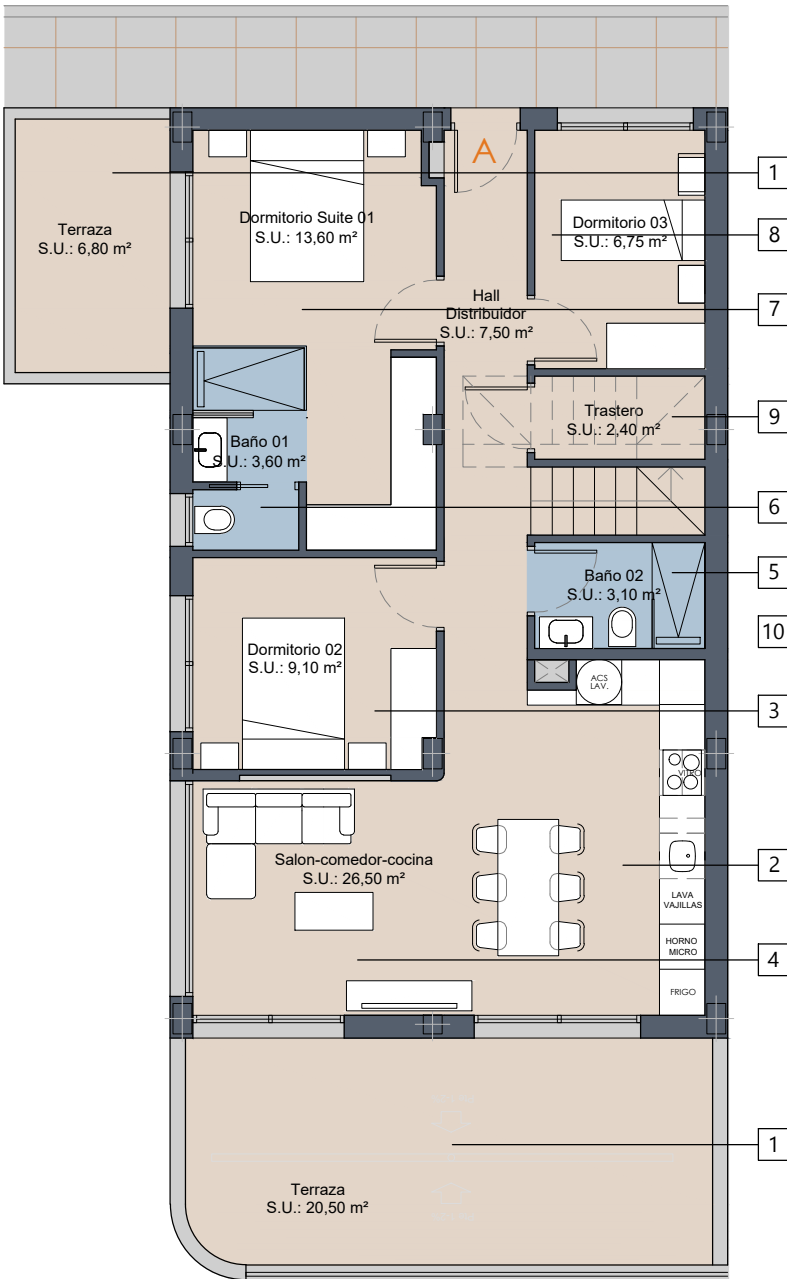 A
1
Terraza
S.U.: 6,80 m²
Dormitorio Suite 01
S.U.: 13,60 m²
Dormitorio 03
S.U.: 6,75 m²
8
Hall
Distribuidor
S.U.: 7,50 m²
7
Trastero
S.U.: 2,40 m²
9
Baño 01
S.U.: 3,60 m²
6
Baño 02
S.U.: 3,10 m²
5
10
Dormitorio 02
S.U.: 9,10 m²
ACS
LAV.
3
VITRO
Salon-comedor-cocina
S.U.: 26,50 m²
2
LAVA
VAJILLAS
HORNO
MICRO
4
FRIGO
1
Terraza
S.U.: 20,50 m²